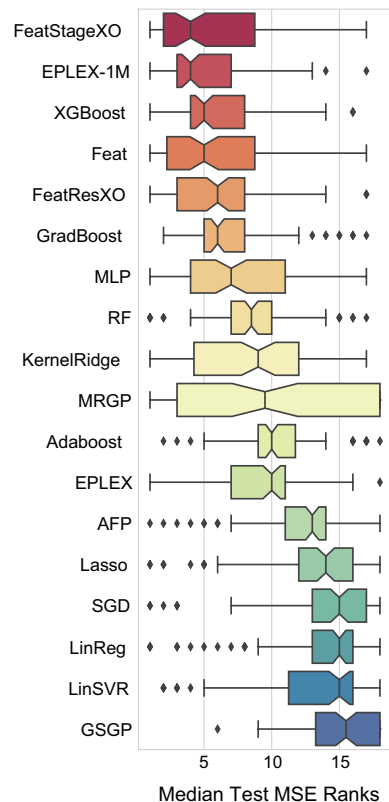 FeatStageXO
EPLEX-1M
XGBoost
Feat
FeatResXO
GradBoost
MLP
RF
KernelRidge
MRGP
Adaboost
EPLEX
AFP
Lasso
SGD
LinReg
LinSVR
GSGP
5 10 15
Median Test MSE Ranks